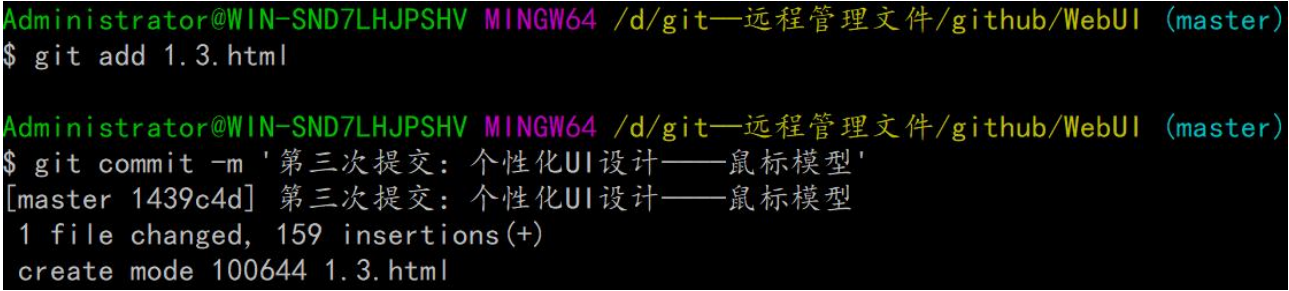 Administrator@WIN-SND7LHJPSHV MINGW64 /d/git—远程管理文件/github/WebUI (master)
$ git add 1.3.html
Administrator@WIN-SND7LHJPSHV MINGW64 /d/git—远程管理文件/github/WebUI (master)
$ git commit -m '第三次提交：个性化UI设计——鼠标模型'
[master 1439c4d] 第三次提交：个性化UI设计——鼠标模型
 1 file changed, 159 insertions(+)
 create mode 100644 1.3.html